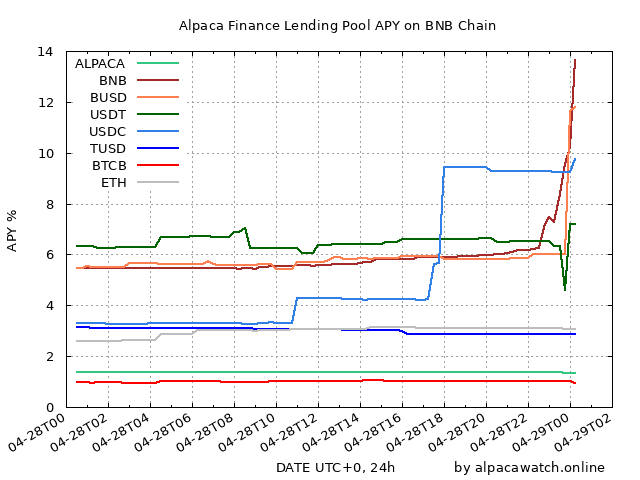 Alpaca Finance Lending Pool APY on BNB Chain
14
12
10
8
6
4
2
0
APY %
ALPACA
BNB
BUSD
USDT
USDC
TUSD
BTCB
ETH
04-28T00
04-28T02
04-28T04
04-28T06
04-28T08
04-28T10
04-28T12
04-28T14
04-28T16
04-28T18
04-28T20
04-28T22
04-29T00
04-29T02
DATE UTC+0, 24h
by alpacawatch.online